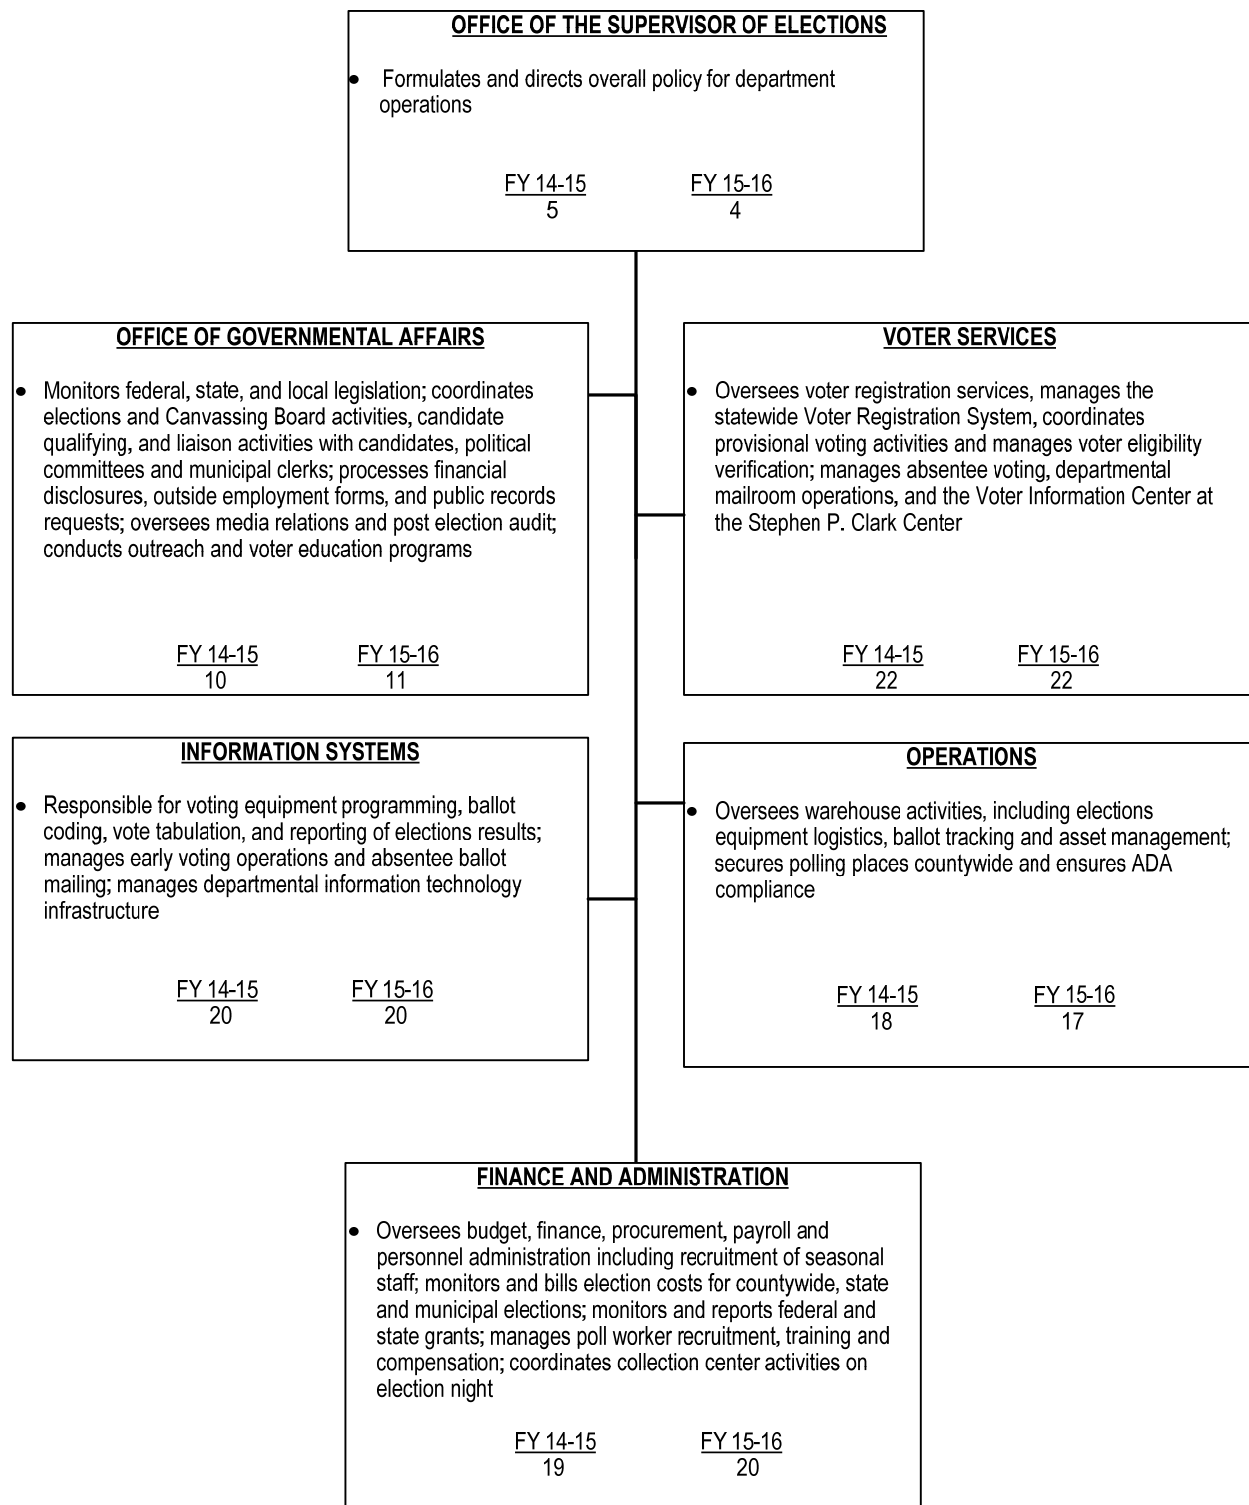 OFFICE OF THE SUPERVISOR OF ELECTIONS
• Formulates and directs overall policy for department
operations
FY 14-15 FY 15-16
5 4
OFFICE OF GOVERNMENTAL AFFAIRS
• Monitors federal, state, and local legislation; coordinates
elections and Canvassing Board activities, candidate
qualifying, and liaison activities with candidates, political
committees and municipal clerks; processes financial
disclosures, outside employment forms, and public records
requests; oversees media relations and post election audit;
conducts outreach and voter education programs
FY 14-15 FY 15-16
10 11
VOTER SERVICES
• Oversees voter registration services, manages the
statewide Voter Registration System, coordinates
provisional voting activities and manages voter eligibility
verification; manages absentee voting, departmental
mailroom operations, and the Voter Information Center at
the Stephen P. Clark Center
FY 14-15 FY 15-16
22 22
INFORMATION SYSTEMS
• Responsible for voting equipment programming, ballot
coding, vote tabulation, and reporting of elections results;
manages early voting operations and absentee ballot
mailing; manages departmental information technology
infrastructure
FY 14-15 FY 15-16
20 20
OPERATIONS
• Oversees warehouse activities, including elections
equipment logistics, ballot tracking and asset management;
secures polling places countywide and ensures ADA
compliance
FY 14-15 FY 15-16
18 17
FINANCE AND ADMINISTRATION
• Oversees budget, finance, procurement, payroll and
personnel administration including recruitment of seasonal
staff; monitors and bills election costs for countywide, state
and municipal elections; monitors and reports federal and
state grants; manages poll worker recruitment, training and
compensation; coordinates collection center activities on
election night
FY 14-15 FY 15-16
19 20